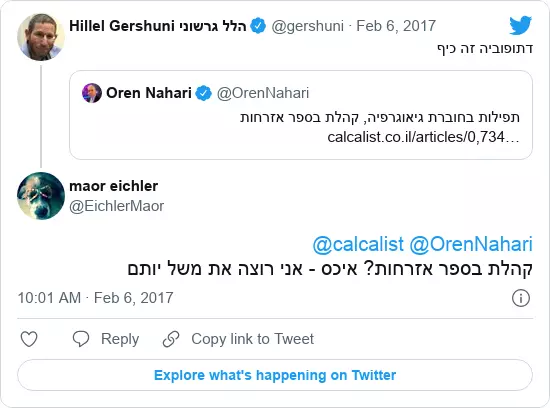 Hillel Gershuni הלל גרשוני @gershuni · Feb 6, 2017
דתופוביה זה כיף
Oren Nahari @OrenNahari
תפילות בחוברת גיאוגרפיה, קהלת בספר אזרחות
calcalist.co.il/articles/0,734…
maor eichler
@EichlerMaor
@calcalist @OrenNahari
קהלת בספר אזרחות? איכס - אני רוצה את משל יותם
10:01 AM · Feb 6, 2017
Reply
Copy link to Tweet
Explore what's happening on Twitter